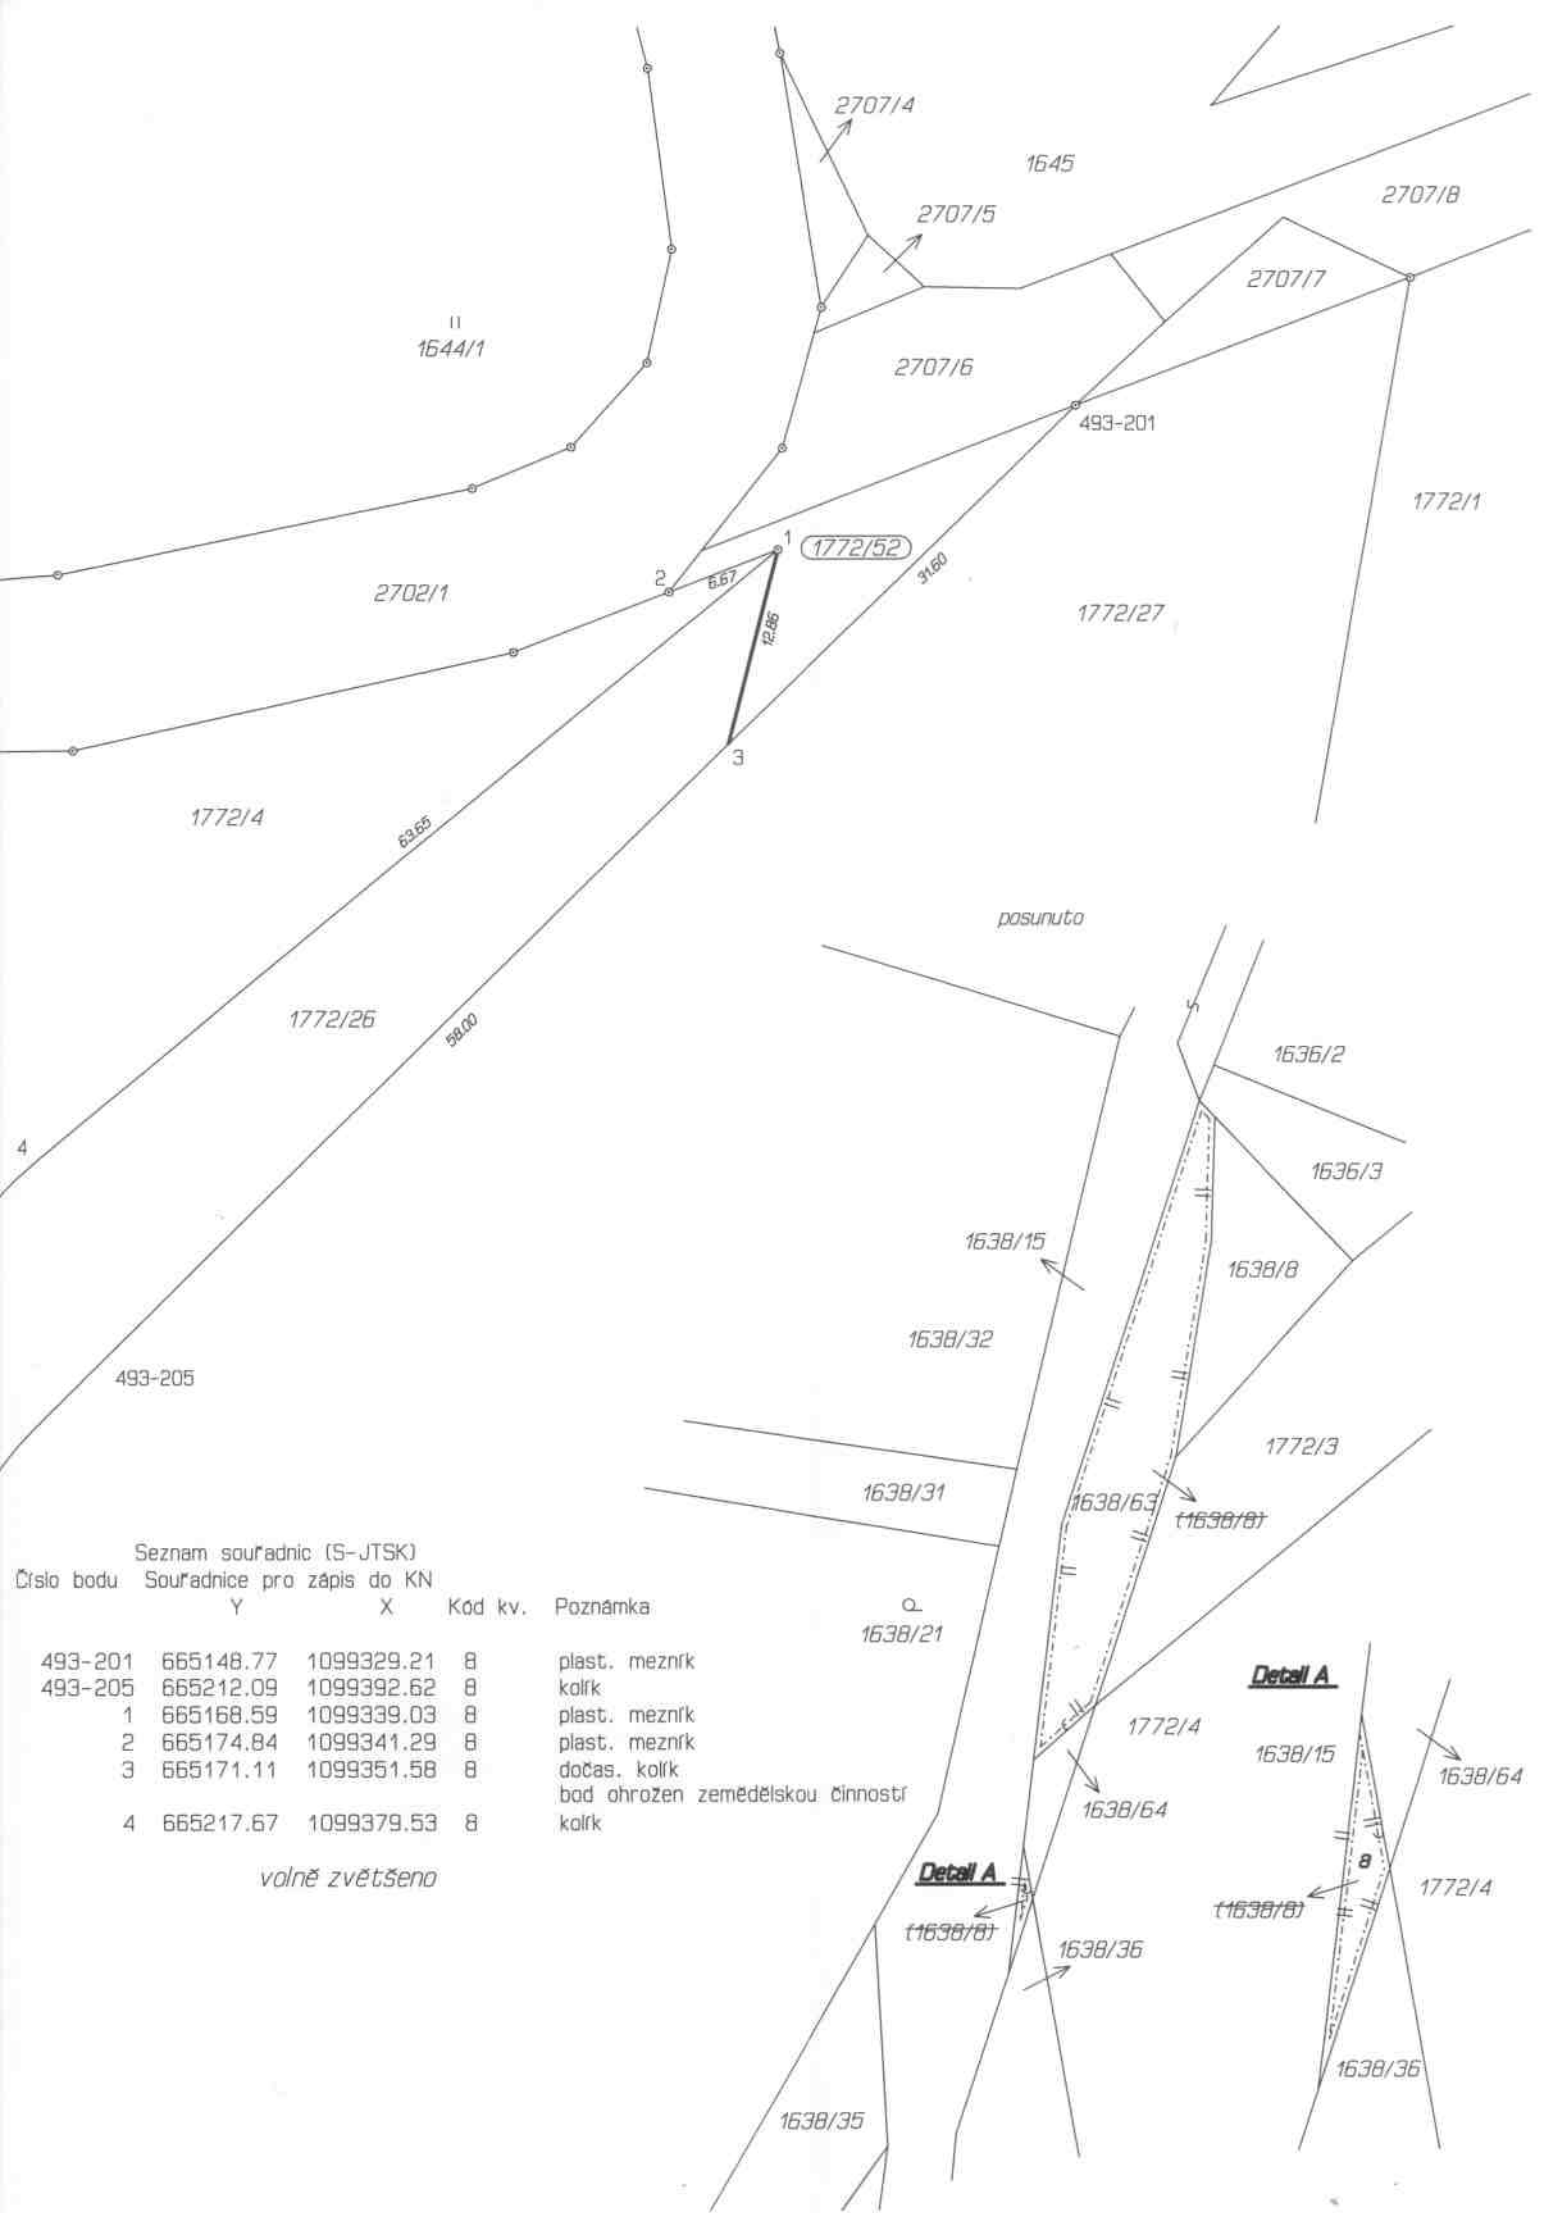 2707/4
1645
2707/8
2707/5
2707/7
1644/1
2707/6
493-201
1772/1
1
1772/52
31.60
2
6.67
2702/1
1772/27
12.86
3
1772/4
63.65
posunuto
1772/26
58.00
1636/2
4
1636/3
1638/15
1638/8
1638/32
493-205
1772/3
1638/31
1638/63
(1638/8)
Seznam souřadnic (S-JTSK)
Číslo bodu Souřadnice pro zápis do KN
Y X Kód kv. Poznámka
1638/21
493-201 665148.77 1099329.21 8 plast. mezník
493-205 665212.09 1099392.62 8 kolík
1 665168.59 1099339.03 8 plast. mezník
2 665174.84 1099341.29 8 plast. mezník
3 665171.11 1099351.58 8 dočas. kolík
bod ohrožen zemědělskou činností
4 665217.67 1099379.53 8 kolík
volně zvětšeno
1772/4
1638/64
Detail A
(1638/8)
1638/36
1638/35
Detail A
1638/15
1638/64
a
1772/4
(1638/8)
1638/36